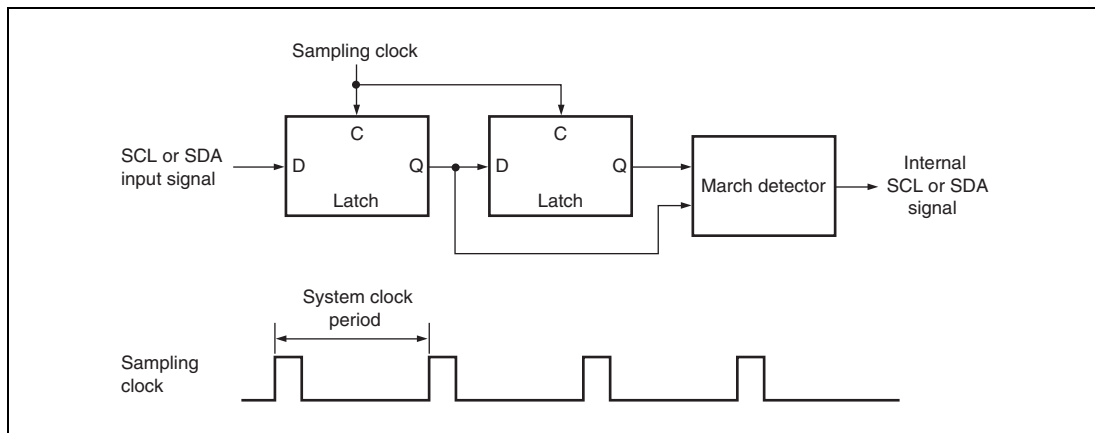 Sampling clock
SCL or SDA
input signal
D
C
Q
Latch
D
C
Q
Latch
March detector
Internal
SCL or SDA
signal
System clock
period
Sampling
clock